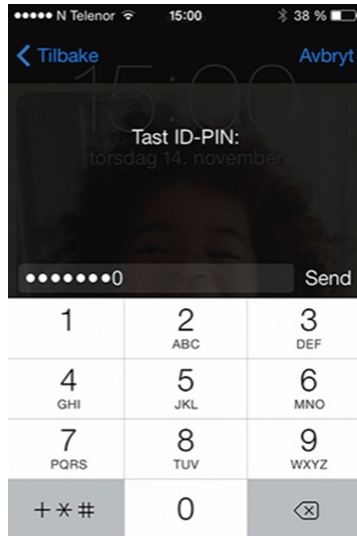 ●●●●● N Telenor 15:00 38 %
Tilbake Avbryt
15:00
Tast ID-PIN:
torsdag 14. november
●●●●●●●0 Send
1 2 3
ABC DEF
4 5 6
GHI JKL MNO
7 8 9
PQRS TUV WXYZ
+*# 0